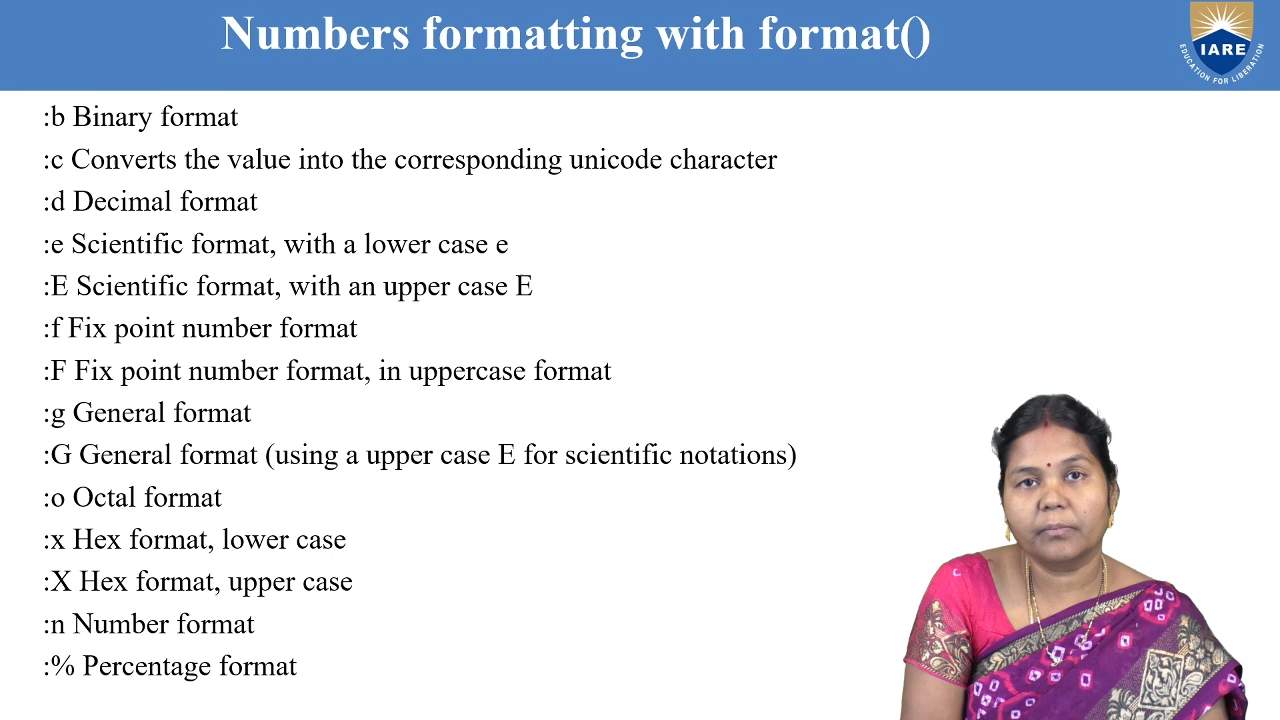 Numbers formatting with format()
IARE
EDUCATION FOR LIBERATION
:b Binary format
:c Converts the value into the corresponding unicode character
:d Decimal format
:e Scientific format, with a lower case e
:E Scientific format, with an upper case E
:f Fix point number format
:F Fix point number format, in uppercase format
:g General format
:G General format (using a upper case E for scientific notations)
:o Octal format
:x Hex format, lower case
:X Hex format, upper case
:n Number format
:% Percentage format